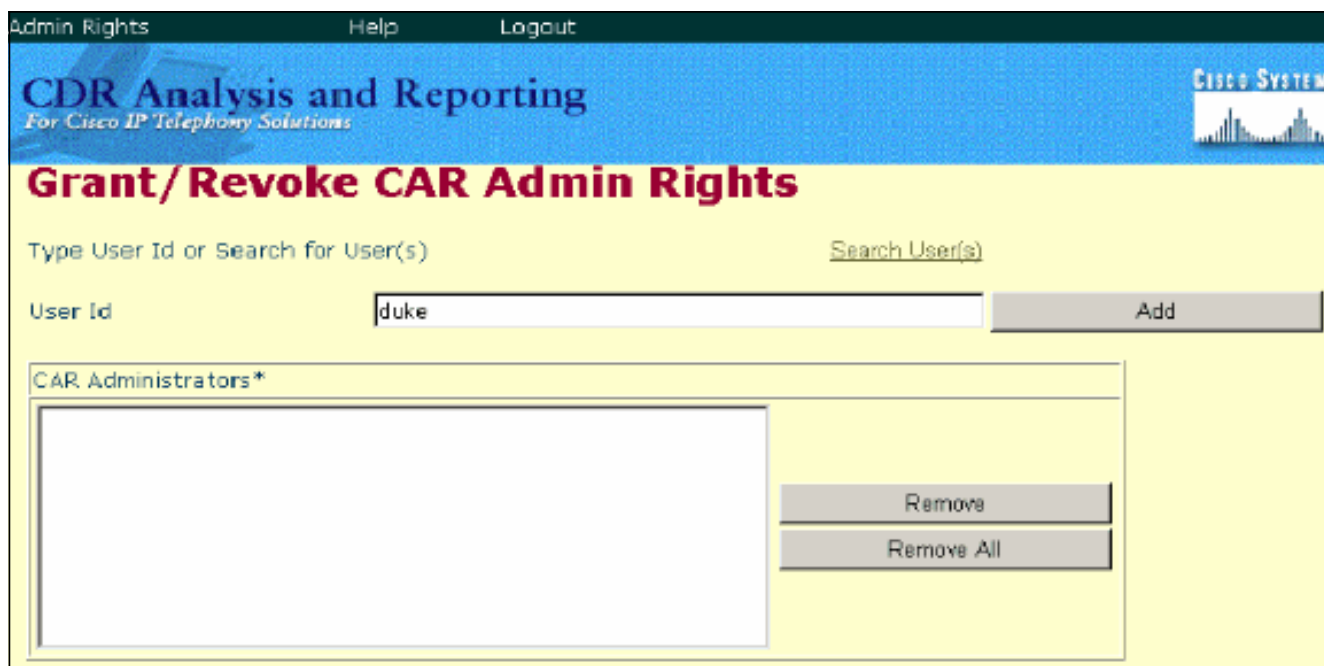 Admin Rights Help Logout
CDR Analysis and Reporting
For Cisco IP Telephony Solutions
CISCO SYSTEM
Grant/Revoke CAR Admin Rights
Type User Id or Search for User(s) Search User(s)
User Id duke Add
CAR Administrators*
Remove
Remove All